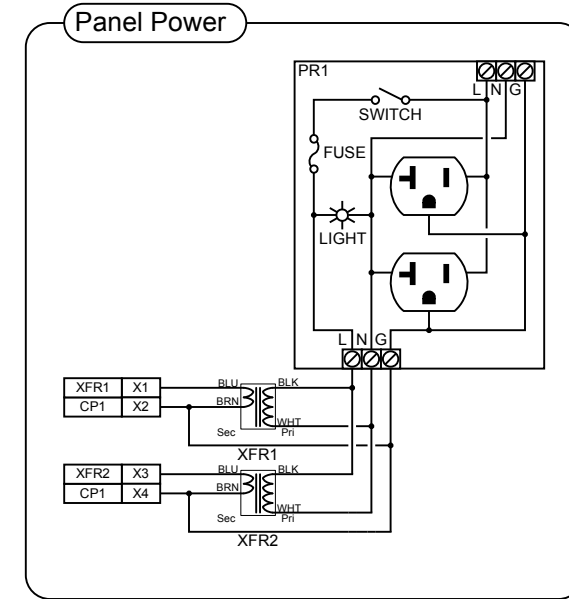 Panel Power
PR1
L N G
SWITCH
FUSE
LIGHT
L N G
XFR1 X1
CP1 X2
BLU BLK
BRN
WHT
Sec Pri
XFR1
XFR2 X3
CP1 X4
BLU BLK
BRN
WHT
Sec Pri
XFR2